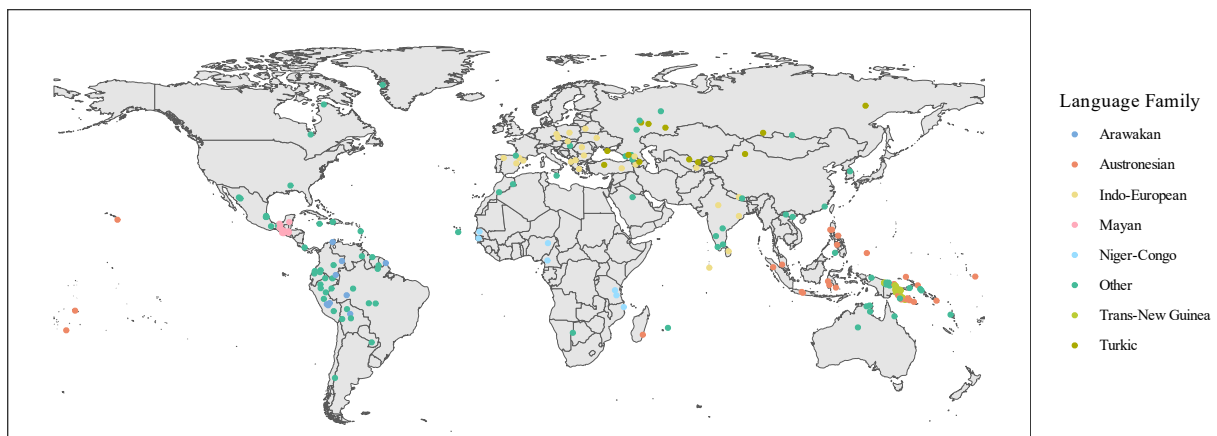 Language Family
Arawakan
Austronesian
Indo-European
Mayan
Niger-Congo
Other
Trans-New Guinea
Turkic